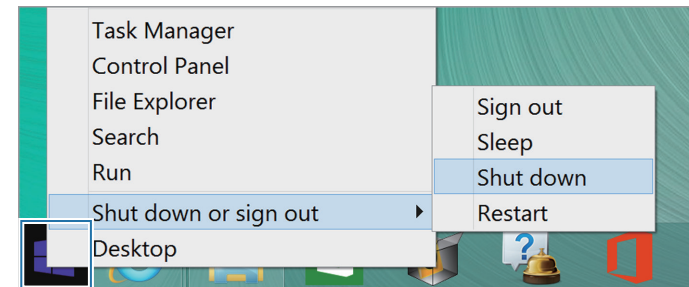 Task Manager
Control Panel
File Explorer
Search
Run
Shut down or sign out
Desktop
Sign out
Sleep
Shut down
Restart
?